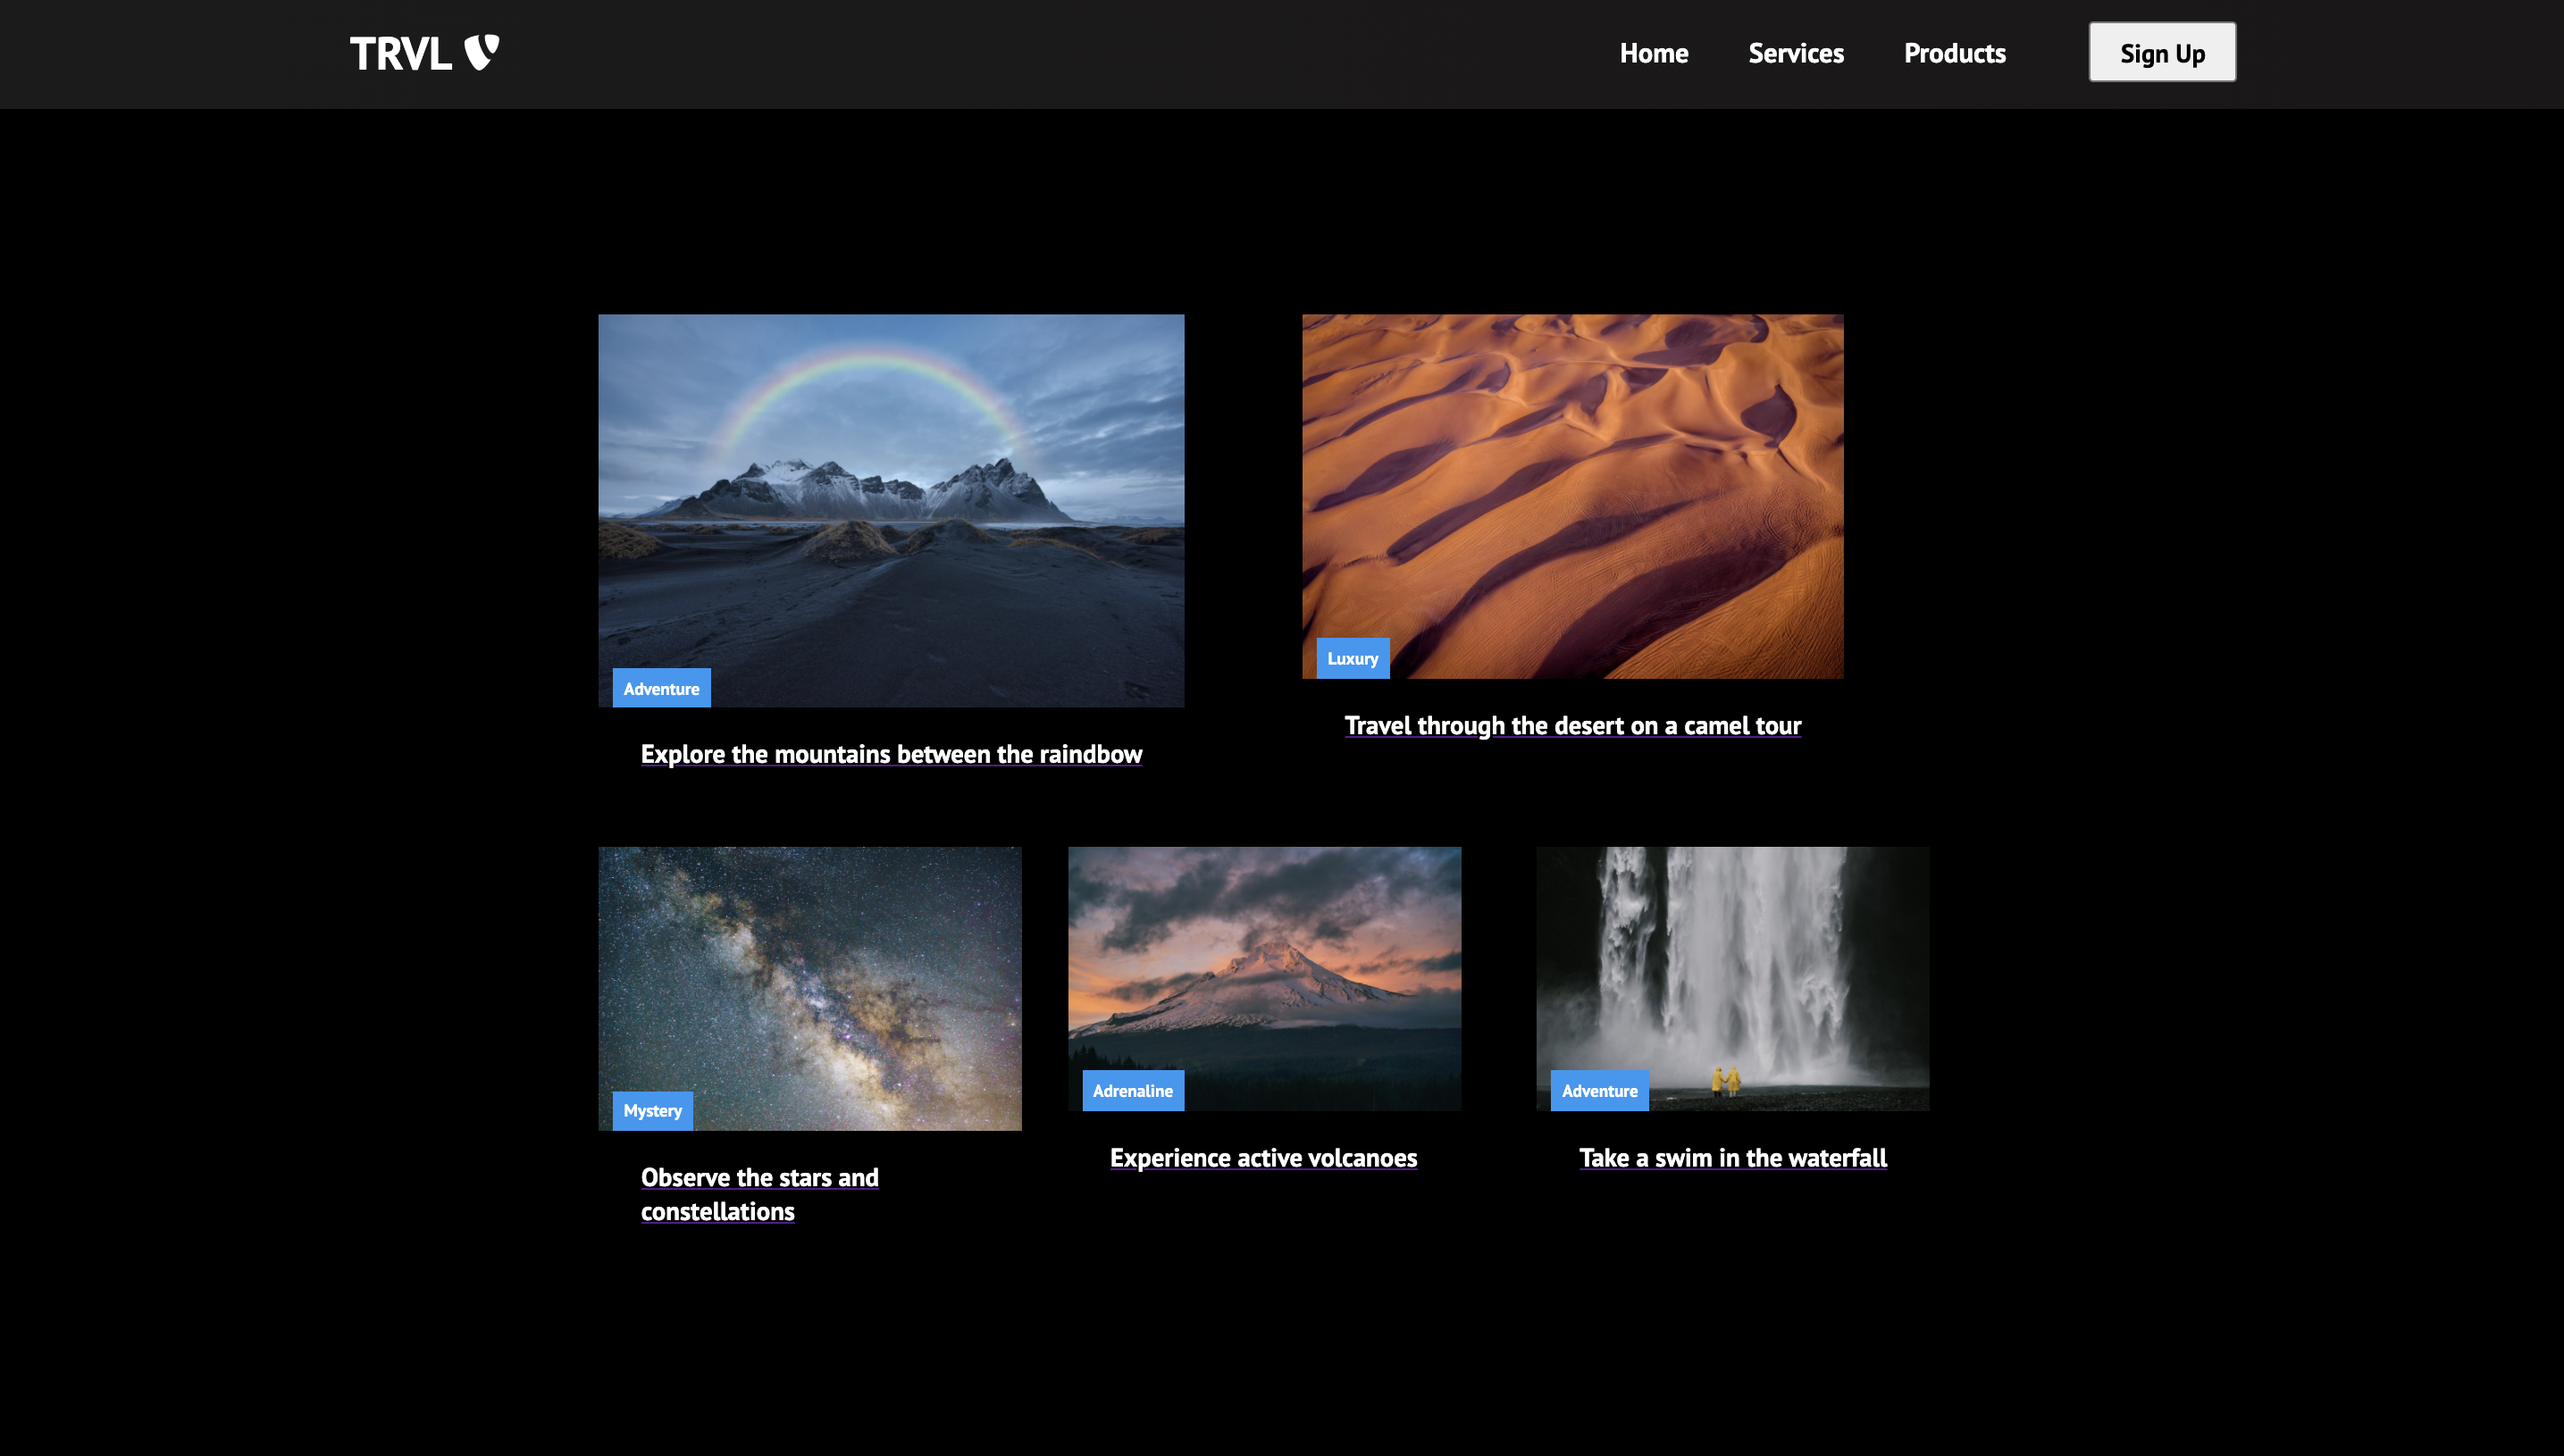 TRVL
Home Services Products Sign Up
Adventure
Luxury
Explore the mountains between the raindbow
Travel through the desert on a camel tour
Mystery
Adrenaline
Adventure
Observe the stars and
constellations
Experience active volcanoes
Take a swim in the waterfall